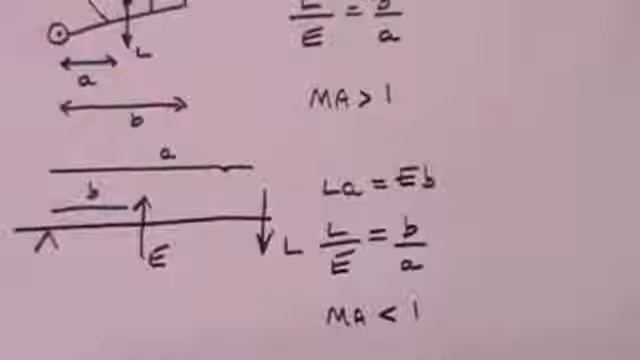 L/E = b/a
L
a
MA > 1
b
a
La = Eb
b
L/E = b/a
E
L
MA < 1